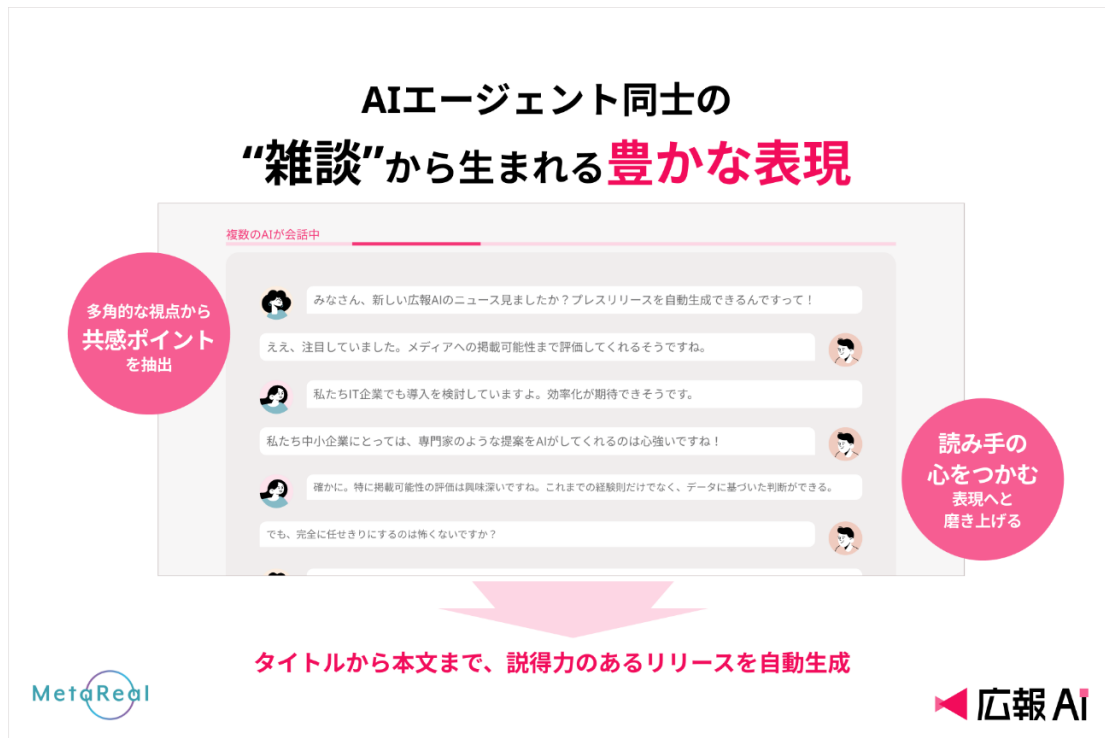 AIエージェント同士の
“雑談”から生まれる豊かな表現
複数のAIが会話中
多角的な視点から
共感ポイント
を抽出
みなさん、新しい広報AIのニュース見ましたか？プレスリリースを自動生成できるんですって！
ええ、注目していました。メディアへの掲載可能性まで評価してくれるそうですね。
私たちIT企業でも導入を検討していますよ。効率化が期待できそうです。
私たち中小企業にとっては、専門家のような提案をAIがしてくれるのは心強いですね！
確かに。特に掲載可能性の評価は興味深いですね。これまでの経験則だけでなく、データに基づいた判断ができる。
でも、完全に任せきりにするのは怖くないですか？
読み手の
心をつかむ
表現へと
磨き上げる
タイトルから本文まで、説得力のあるリリースを自動生成
MetaReal
広報AI